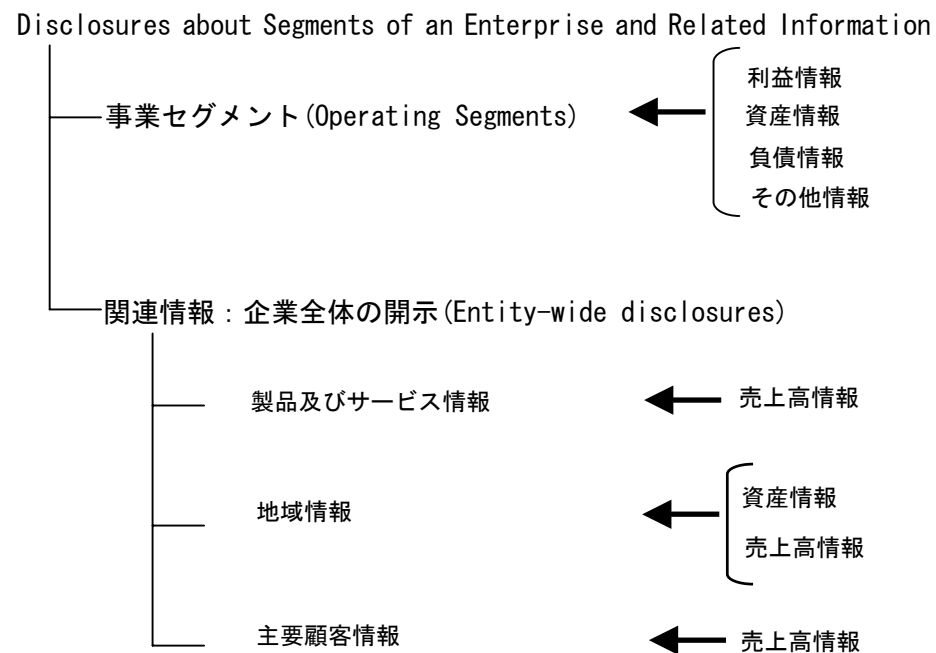 Disclosures about Segments of an Enterprise and Related Information
事業セグメント(Operating Segments)
利益情報
資産情報
負債情報
その他情報
関連情報：企業全体の開示(Entity-wide disclosures)
製品及びサービス情報
売上高情報
地域情報
資産情報
売上高情報
主要顧客情報
売上高情報